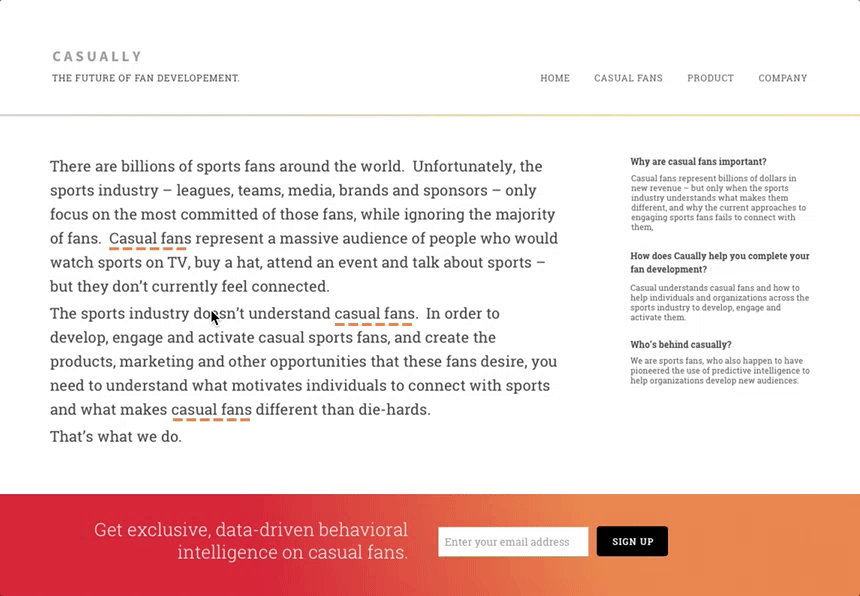 CASUALLY
THE FUTURE OF FAN DEVELOPEMENT.
HOME CASUAL FANS PRODUCT COMPANY
There are billions of sports fans around the world. Unfortunately, the
sports industry – leagues, teams, media, brands and sponsors – only
focus on the most committed of those fans, while ignoring the majority
of fans. Casual fans represent a massive audience of people who would
watch sports on TV, buy a hat, attend an event and talk about sports –
but they don't currently feel connected.
The sports industry doesn't understand casual fans. In order to
develop, engage and activate casual sports fans, and create the
products, marketing and other opportunities that these fans desire, you
need to understand what motivates individuals to connect with sports
and what makes casual fans different than die-hards.
That's what we do.
Why are casual fans important?
Casual fans represent billions of dollars in
new revenue – but only when the sports
industry understands what makes them
different, and why the current approaches to
engaging sports fans fails to connect with
them,
How does Caually help you complete your
fan development?
Casual understands casual fans and how to
help individuals and organizations across the
sports industry to develop, engage and
activate them.
Who's behind casually?
We are sports fans, who also happen to have
pioneered the use of predictive intelligence to
help organizations develop new audiences.
Get exclusive, data-driven behavioral
intelligence on casual fans.
Enter your email address
SIGN UP